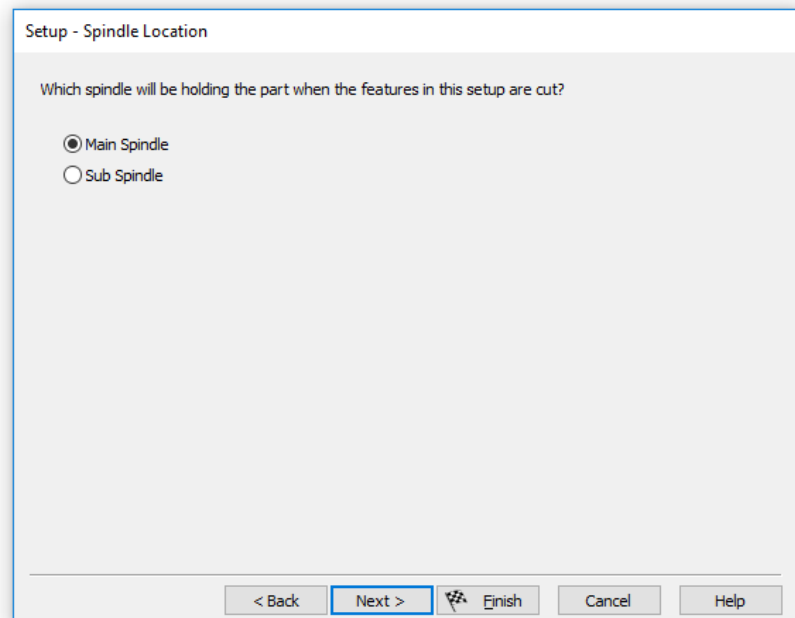 Setup - Spindle Location
Which spindle will be holding the part when the features in this setup are cut?
Main Spindle
Sub Spindle
< Back Next > Finish Cancel Help